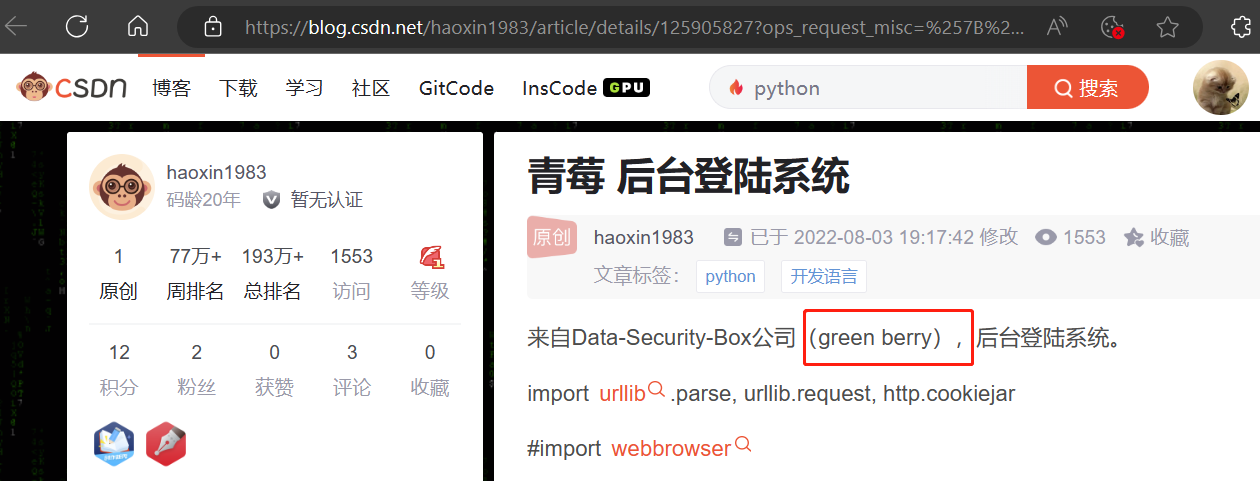 https://blog.csdn.net/haoxin1983/article/details/125905827?ops_request_misc=%257B%2...
CSDN 博客 下载 学习 社区 GitCode InsCode GPU python 搜索
haoxin1983
码龄20年 暂无认证
1 77万+ 193万+ 1553
原创 周排名 总排名 访问 等级
12 2 0 3 0
积分 粉丝 获赞 评论 收藏
青莓 后台登陆系统
原创 haoxin1983 已于 2022-08-03 19:17:42 修改 1553 收藏
文章标签： python 开发语言
来自Data-Security-Box公司（green berry），后台登陆系统。
import urllib.parse, urllib.request, http.cookiejar
#import webbrowser